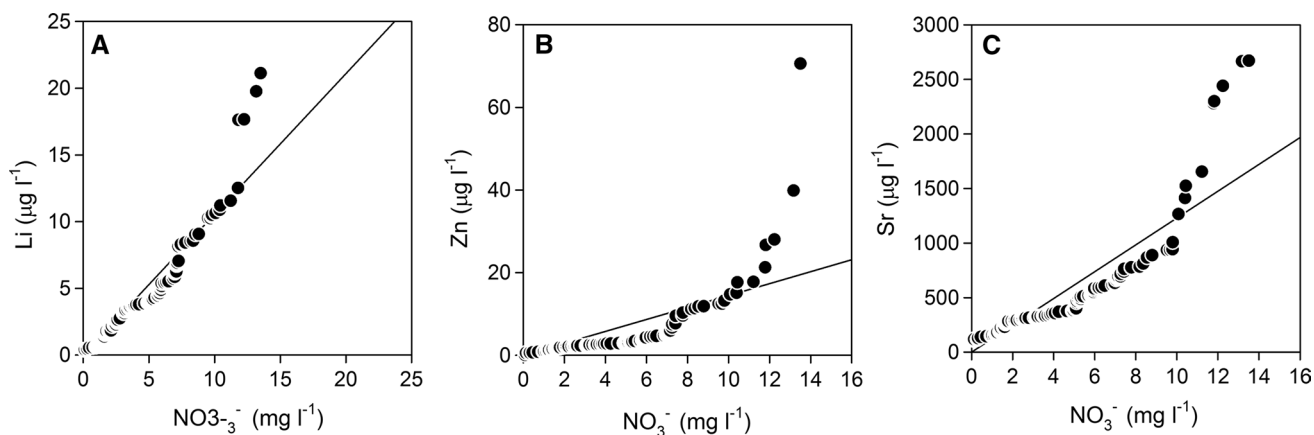 A
25
20
15
10
5
0
Li (µg l⁻¹)
0 5 10 15 20 25
NO3-₃⁻ (mg l⁻¹)
B
80
60
40
20
0
Zn (µg l⁻¹)
0 2 4 6 8 10 12 14 16
NO₃⁻ (mg l⁻¹)
C
3000
2500
2000
1500
1000
500
0
Sr (µg l⁻¹)
0 2 4 6 8 10 12 14 16
NO₃⁻ (mg l⁻¹)